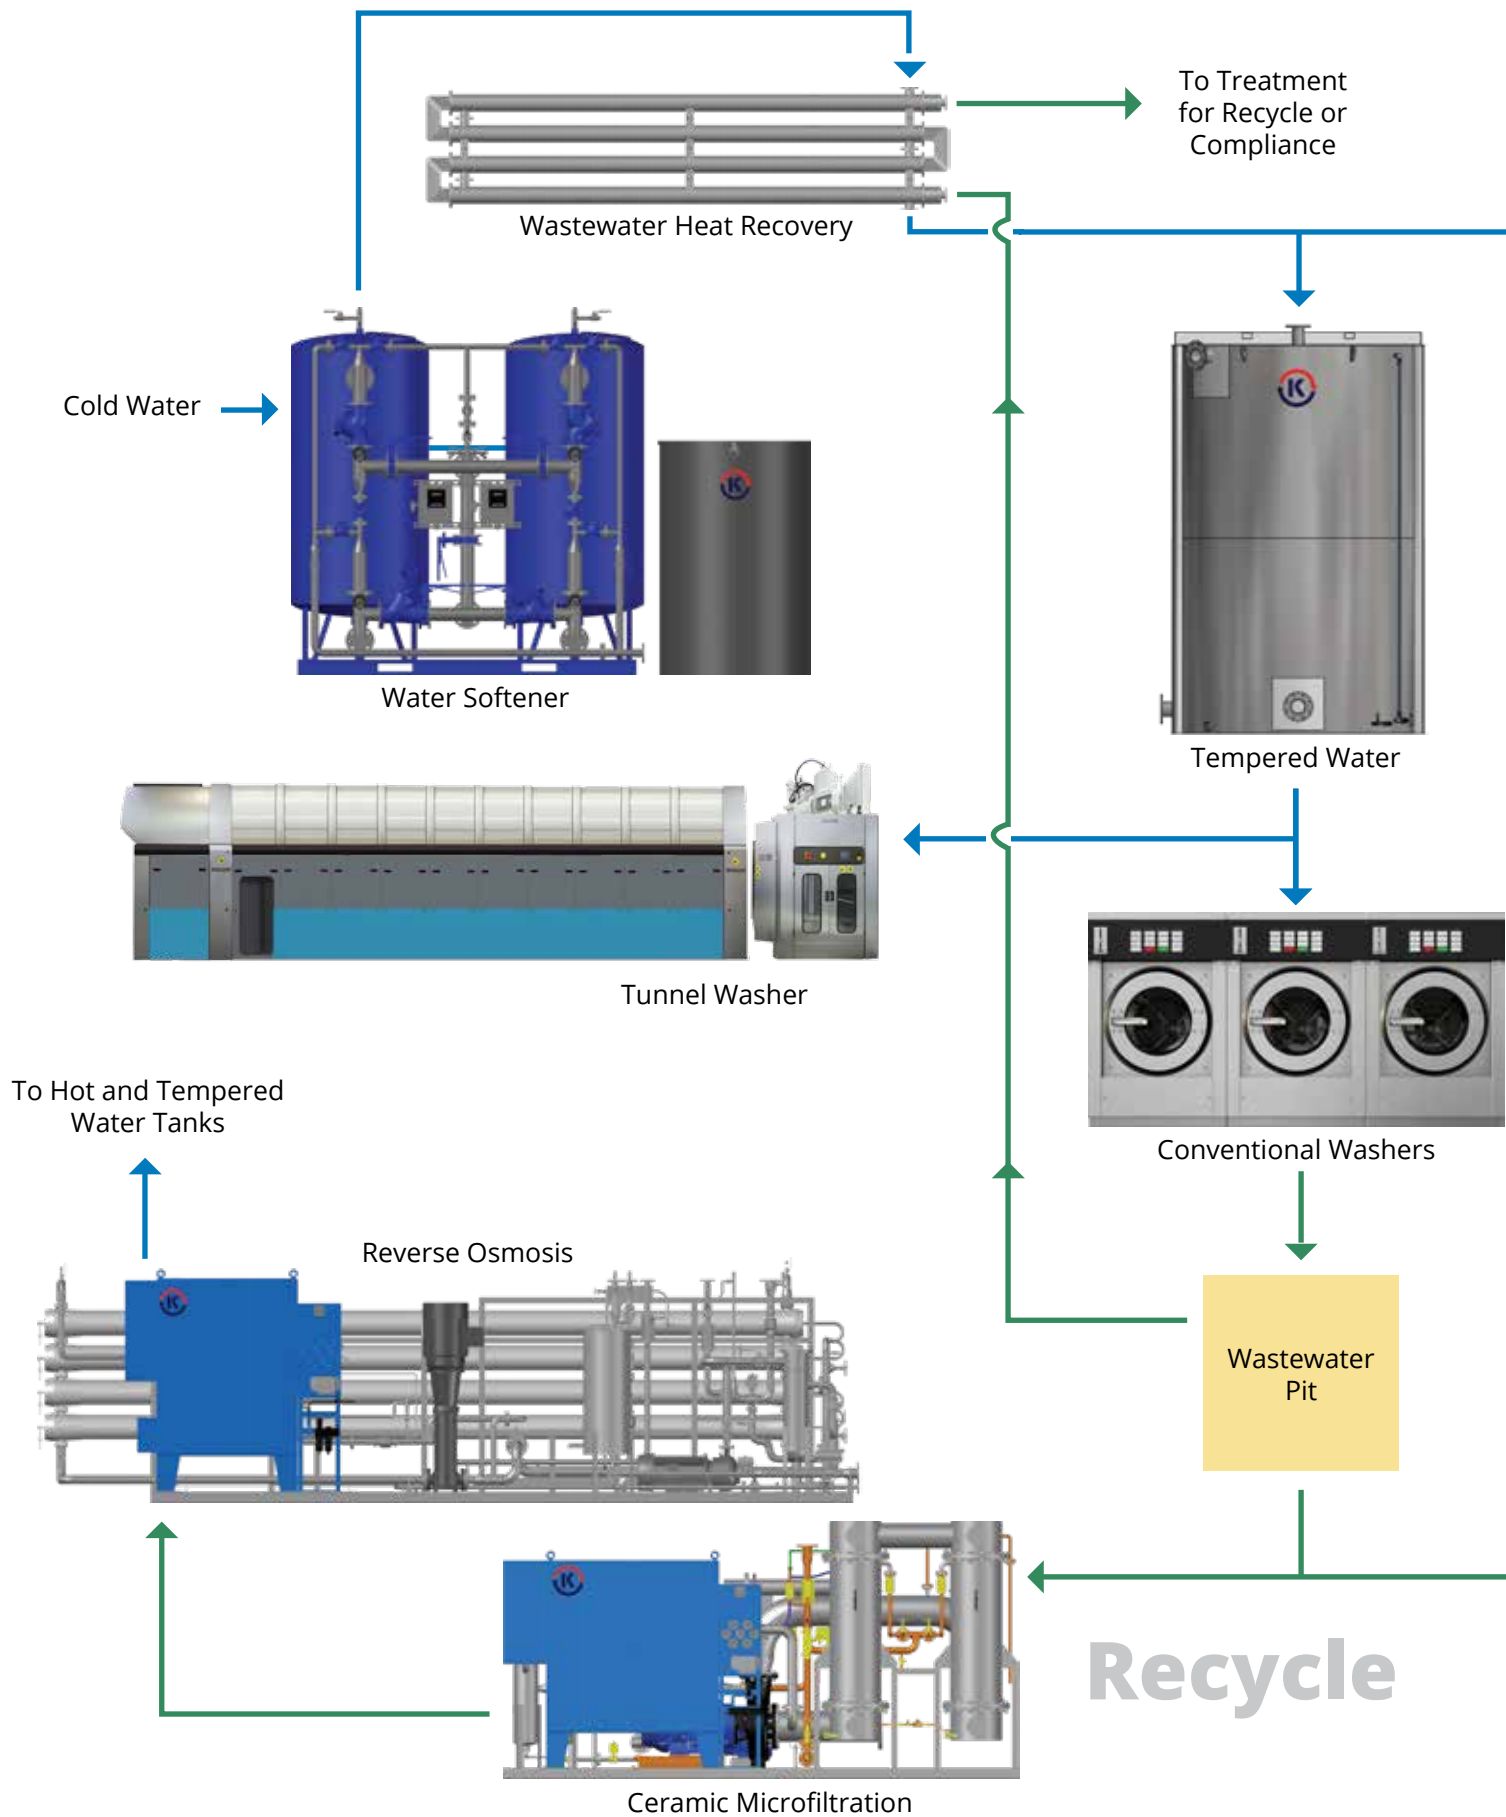 To Treatment
for Recycle or
Compliance
Wastewater Heat Recovery
Cold Water
K
K
Water Softener
Tempered Water
Tunnel Washer
To Hot and Tempered
Water Tanks
Conventional Washers
Reverse Osmosis
K
Wastewater
Pit
K
Recycle
Ceramic Microfiltration